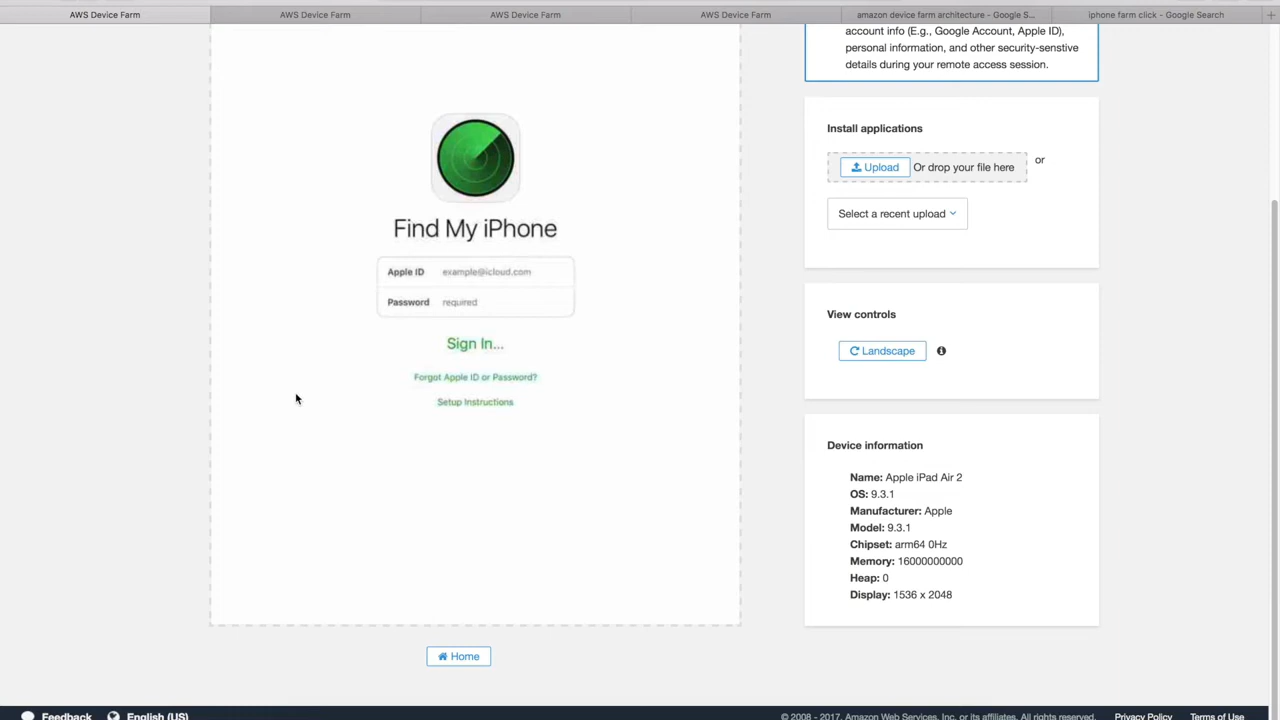 AWS Device Farm
AWS Device Farm
AWS Device Farm
AWS Device Farm
amazon device farm architecture - Google S...
iphone farm click - Google Search
account info (E.g., Google Account, Apple ID),
personal information, and other security-senstive
details during your remote access session.
Find My iPhone
Apple ID example@icloud.com
Password required
Sign In...
Forgot Apple ID or Password?
Setup Instructions
Home
Install applications
Upload Or drop your file here or
Select a recent upload
View controls
Landscape
Device information
Name: Apple iPad Air 2
OS: 9.3.1
Manufacturer: Apple
Model: 9.3.1
Chipset: arm64 0Hz
Memory: 16000000000
Heap: 0
Display: 1536 x 2048
Feedback English (US)
© 2008 - 2017, Amazon Web Services, Inc. or its affiliates. All rights reserved. Privacy Policy Terms of Use